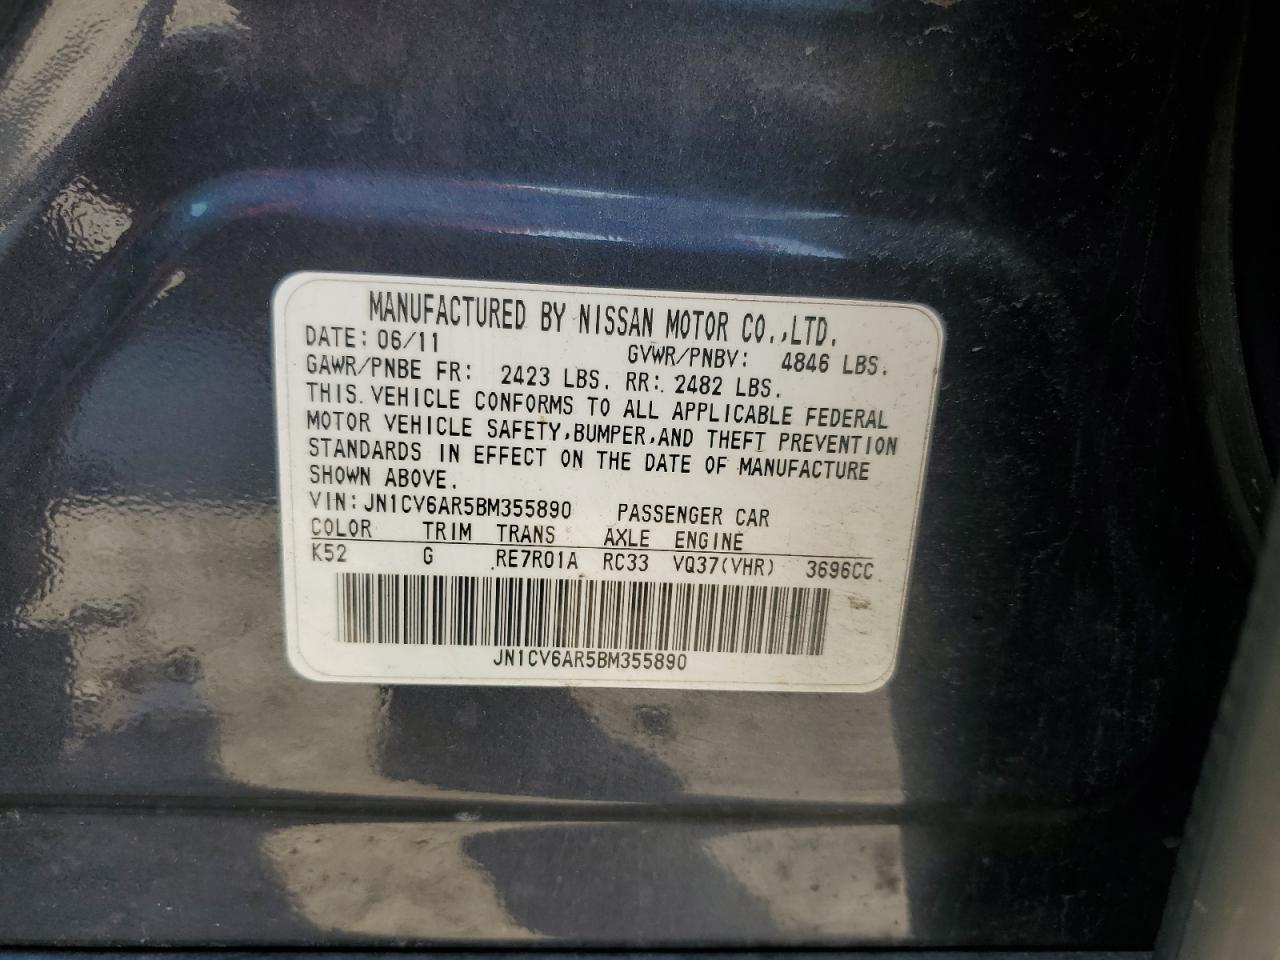 MANUFACTURED BY NISSAN MOTOR CO.,LTD.
DATE: 06/11 GVWR/PNBV: 4846 LBS.
GAWR/PNBE FR: 2423 LBS. RR: 2482 LBS.
THIS VEHICLE CONFORMS TO ALL APPLICABLE FEDERAL
MOTOR VEHICLE SAFETY,BUMPER,AND THEFT PREVENTION
STANDARDS IN EFFECT ON THE DATE OF MANUFACTURE
SHOWN ABOVE.
VIN: JN1CV6AR5BM355890 PASSENGER CAR
COLOR TRIM TRANS AXLE ENGINE
K52 G RE7R01A RC33 VQ37(VHR) 3696CC
JN1CV6AR5BM355890